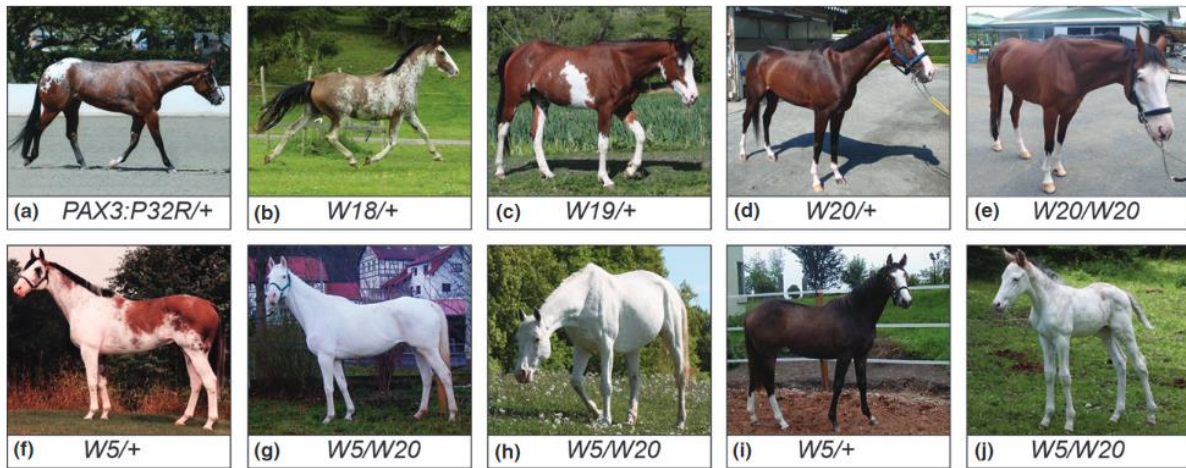 (a) PAX3:P32R/+ (b) W18/+ (c) W19/+ (d) W20/+ (e) W20/W20
(f) W5/+ (g) W5/W20 (h) W5/W20 (i) W5/+ (j) W5/W20